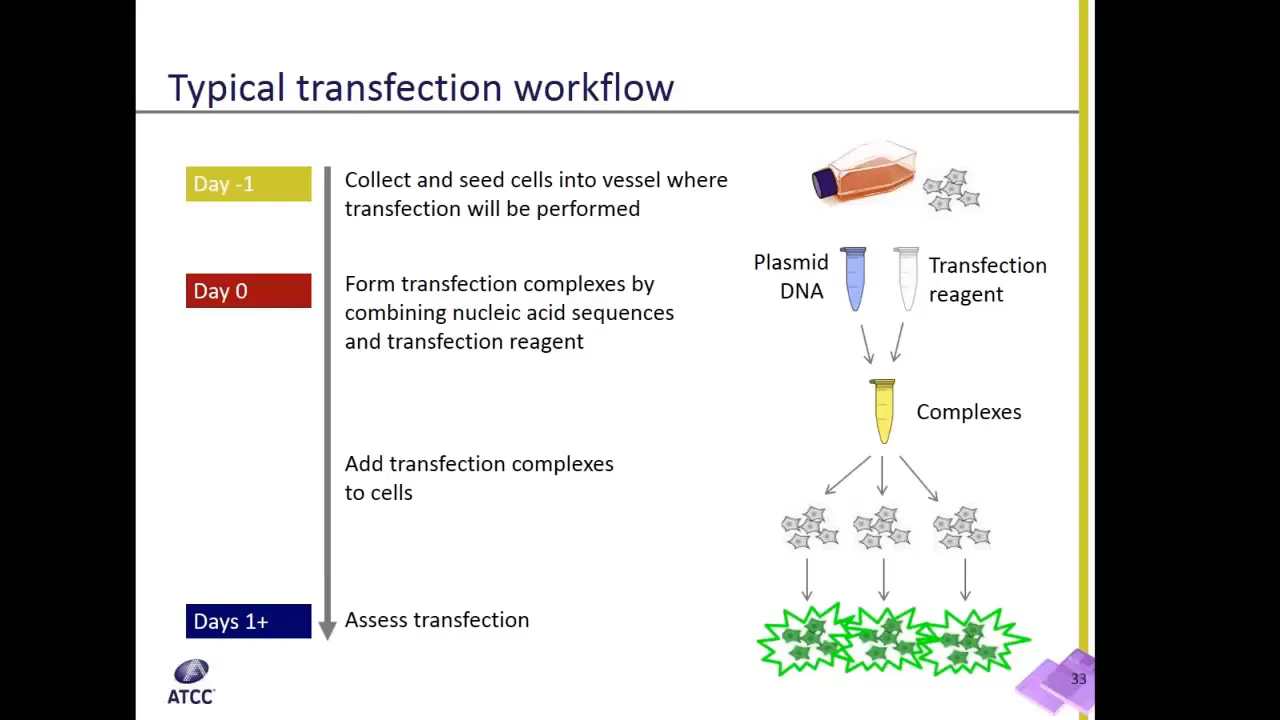 Typical transfection workflow
Day -1
Collect and seed cells into vessel where
transfection will be performed
Day 0
Form transfection complexes by
combining nucleic acid sequences
and transfection reagent
Plasmid
DNA
Transfection
reagent
Complexes
Add transfection complexes
to cells
Days 1+
Assess transfection
ATCC
33